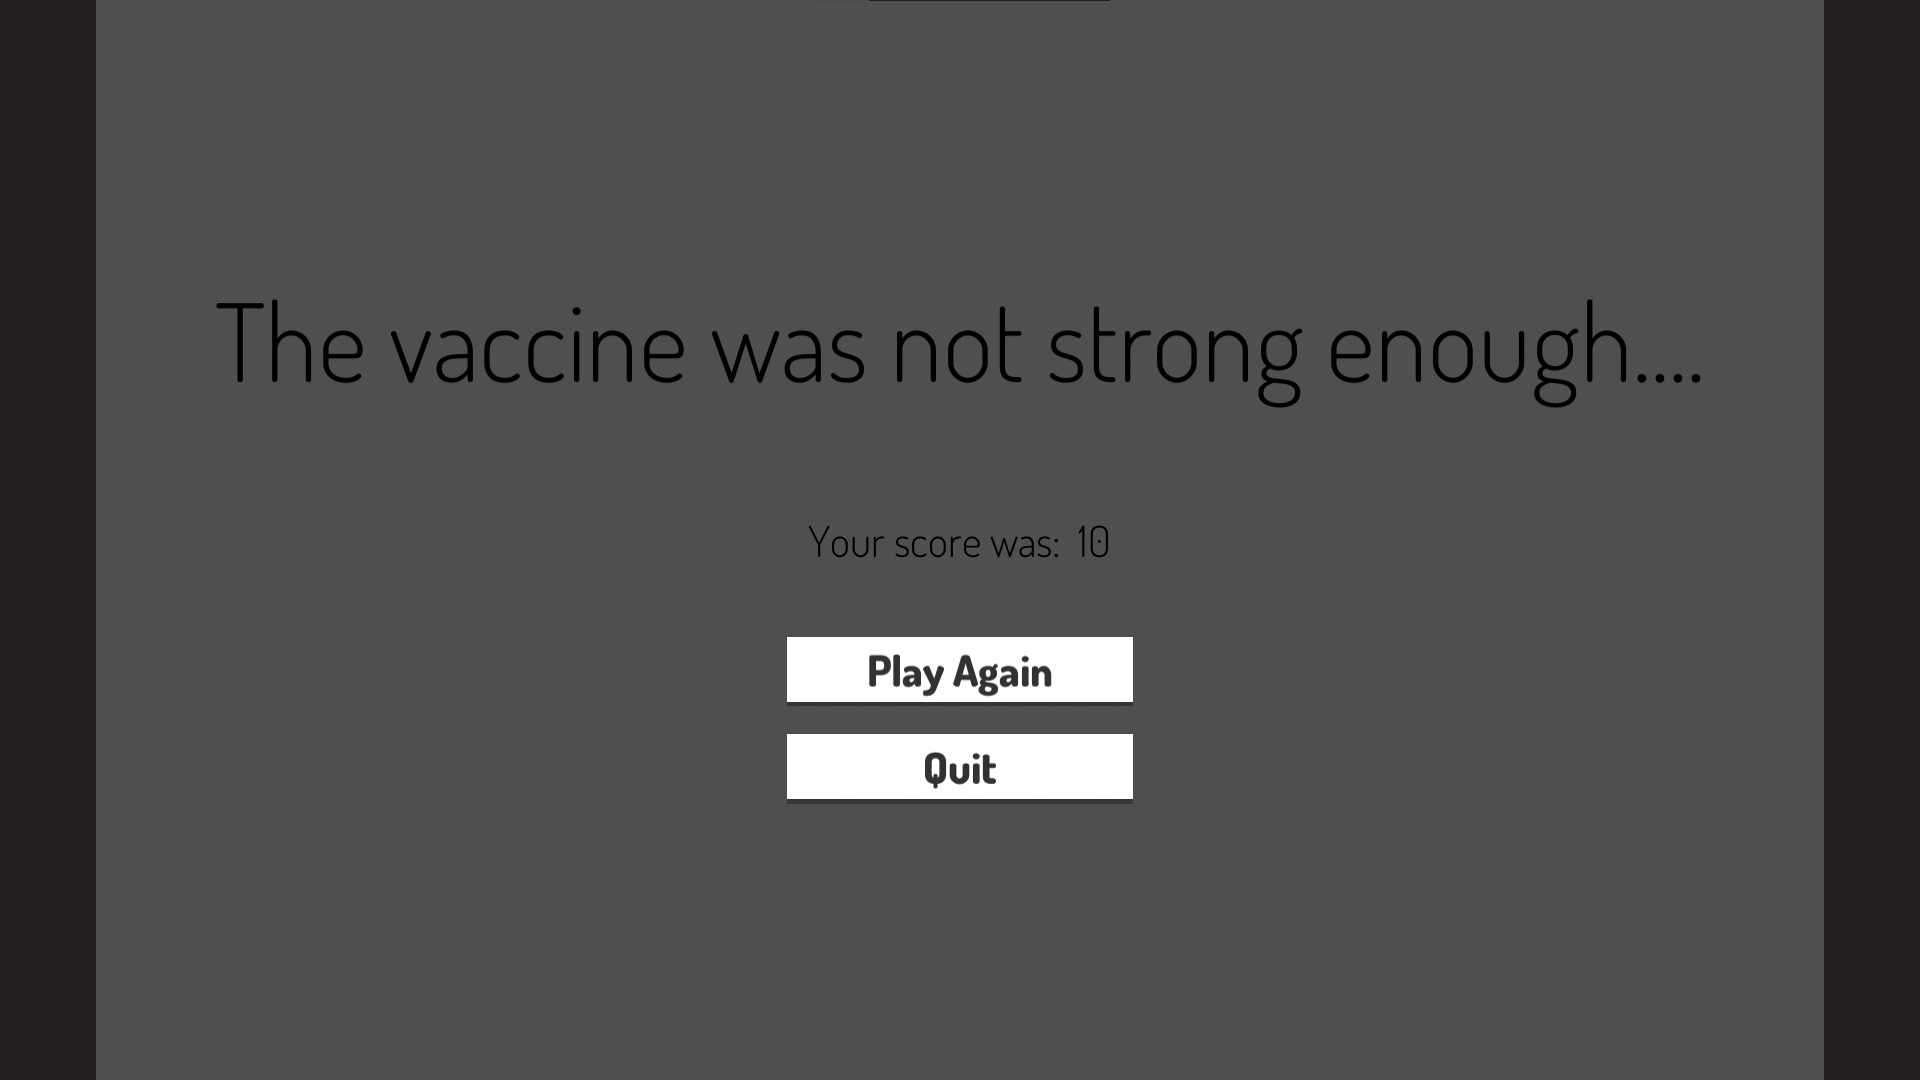 The vaccine was not strong enough....
Your score was: 10
Play Again
Quit